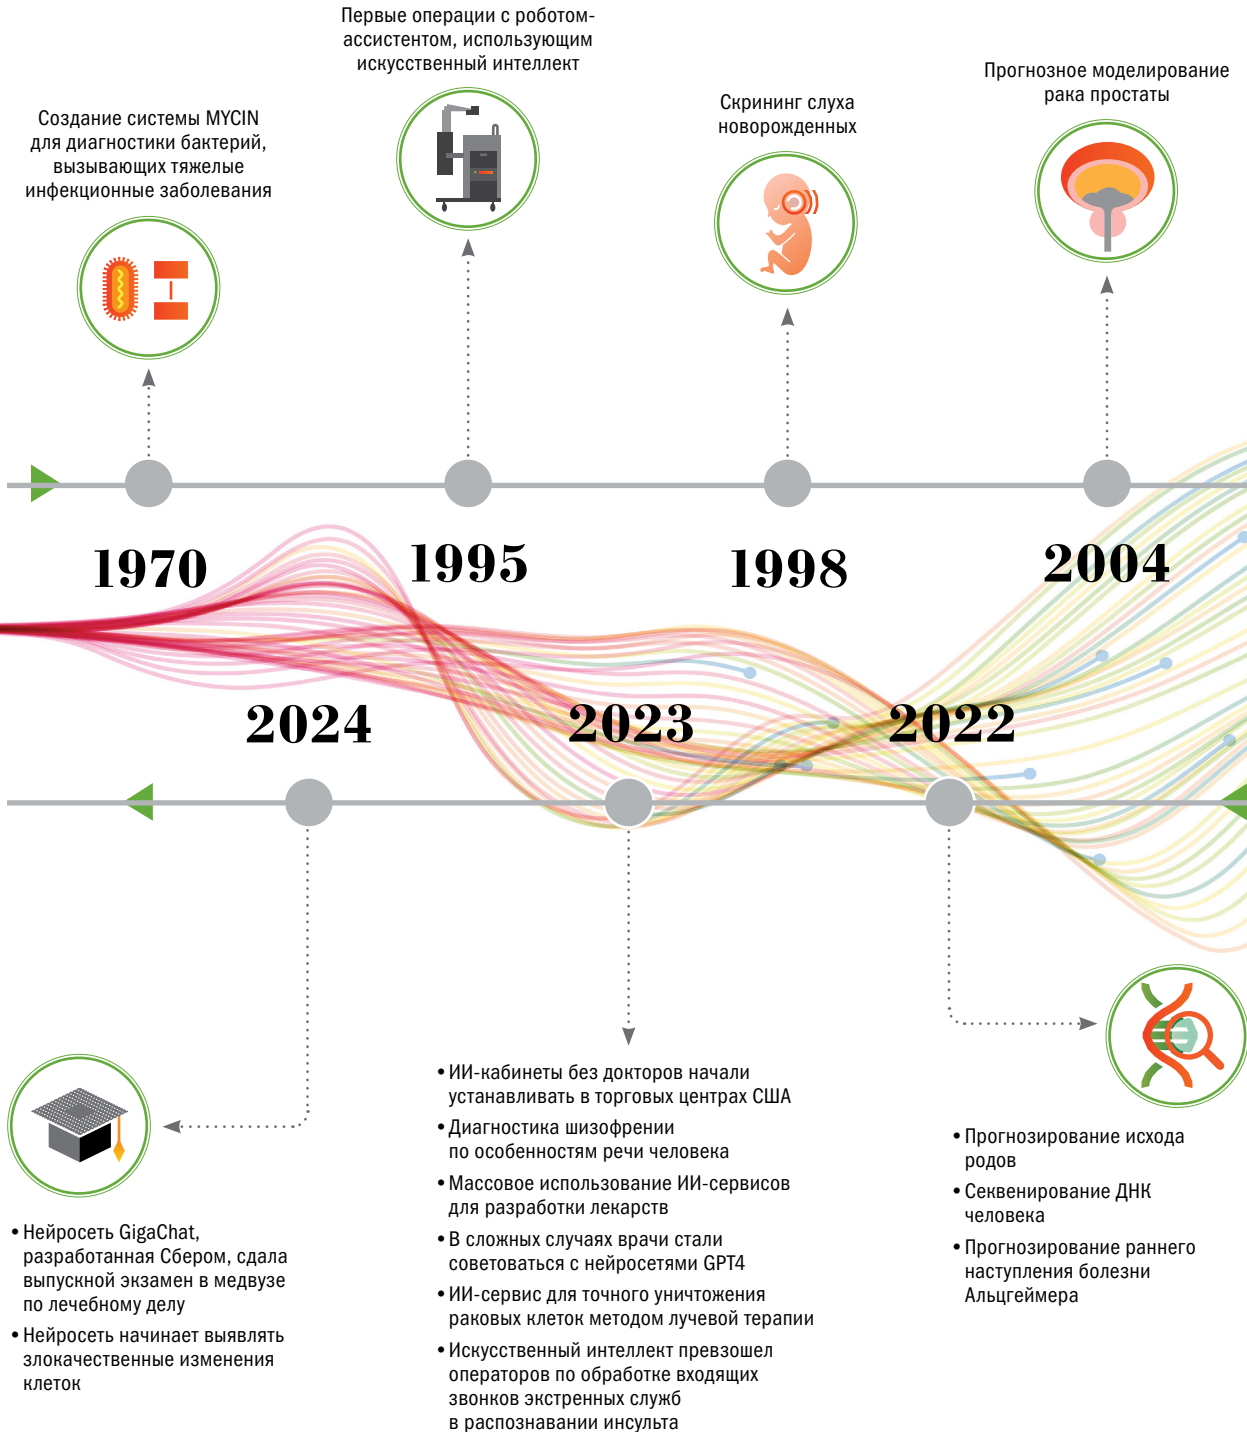 Создание системы MYCIN
для диагностики бактерий,
вызывающих тяжелые
инфекционные заболевания
Первые операции с роботом-
ассистентом, использующим
искусственный интеллект
Скрининг слуха
новорожденных
Прогнозное моделирование
рака простаты
1970
1995
1998
2004
2024
2023
2022
• Нейросеть GigaChat,
разработанная Сбером, сдала
выпускной экзамен в медвузе
по лечебному делу
• Нейросеть начинает выявлять
злокачественные изменения
клеток
• ИИ-кабинеты без докторов начали
устанавливать в торговых центрах США
• Диагностика шизофрении
по особенностям речи человека
• Массовое использование ИИ-сервисов
для разработки лекарств
• В сложных случаях врачи стали
советоваться с нейросетями GPT4
• ИИ-сервис для точного уничтожения
раковых клеток методом лучевой терапии
• Искусственный интеллект превзошел
операторов по обработке входящих
звонков экстренных служб
в распознавании инсульта
• Прогнозирование исхода
родов
• Секвенирование ДНК
человека
• Прогнозирование раннего
наступления болезни
Альцгеймера